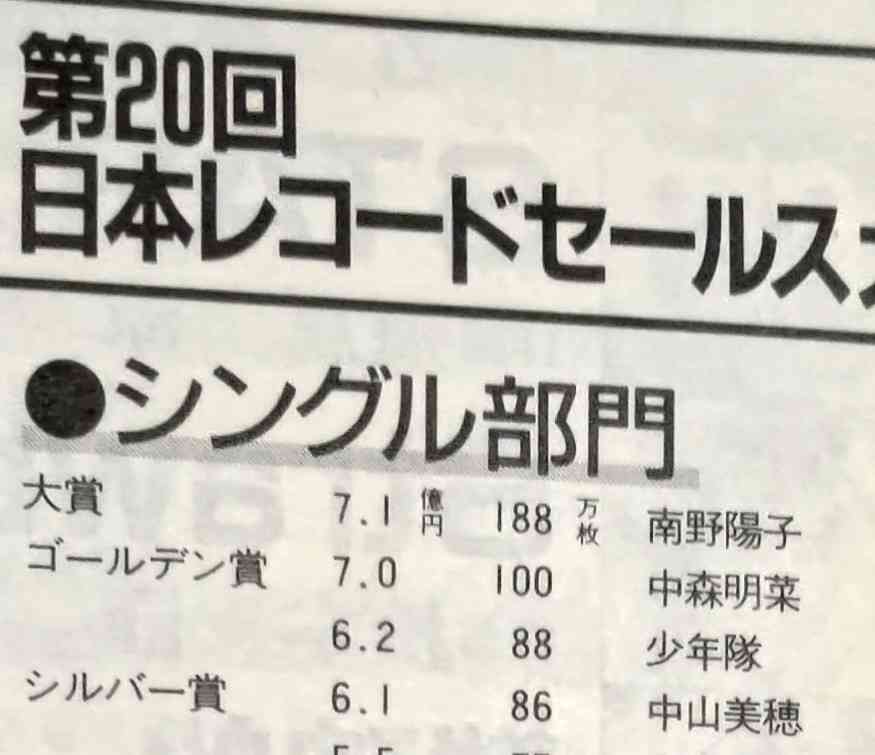 第20回
日本レコードセールス
●シングル部門
大賞 7.1億円 188万枚 南野陽子
ゴールデン賞 7.0 100 中森明菜
6.2 88 少年隊
シルバー賞 6.1 86 中山美穂